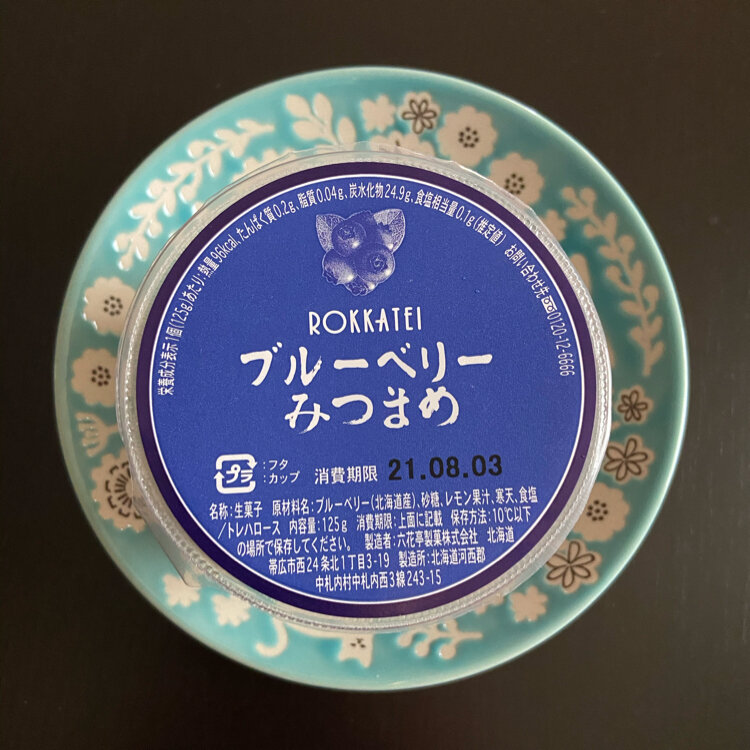 栄養成分表示1個(125g)あたり:熱量96kcal、たんぱく質0.2g、脂質0.04g、炭水化物24.9g、食塩相当量0.1g(推定値) お問い合わせ先 0120-12-6666
ROKKATEI
ブルーベリー
みつまめ
プラ
:フタ
:カップ
消費期限 21.08.03
名称:生菓子 原材料名:ブルーベリー(北海道産)、砂糖、レモン果汁、寒天、食塩
/トレハロース 内容量:125g 消費期限:上面に記載 保存方法:10℃以下
の場所で保存してください。 製造者:六花亭製菓株式会社 北海道
帯広市西24条北1丁目3-19 製造所:北海道河西郡
中札内村中札内西3線243-15